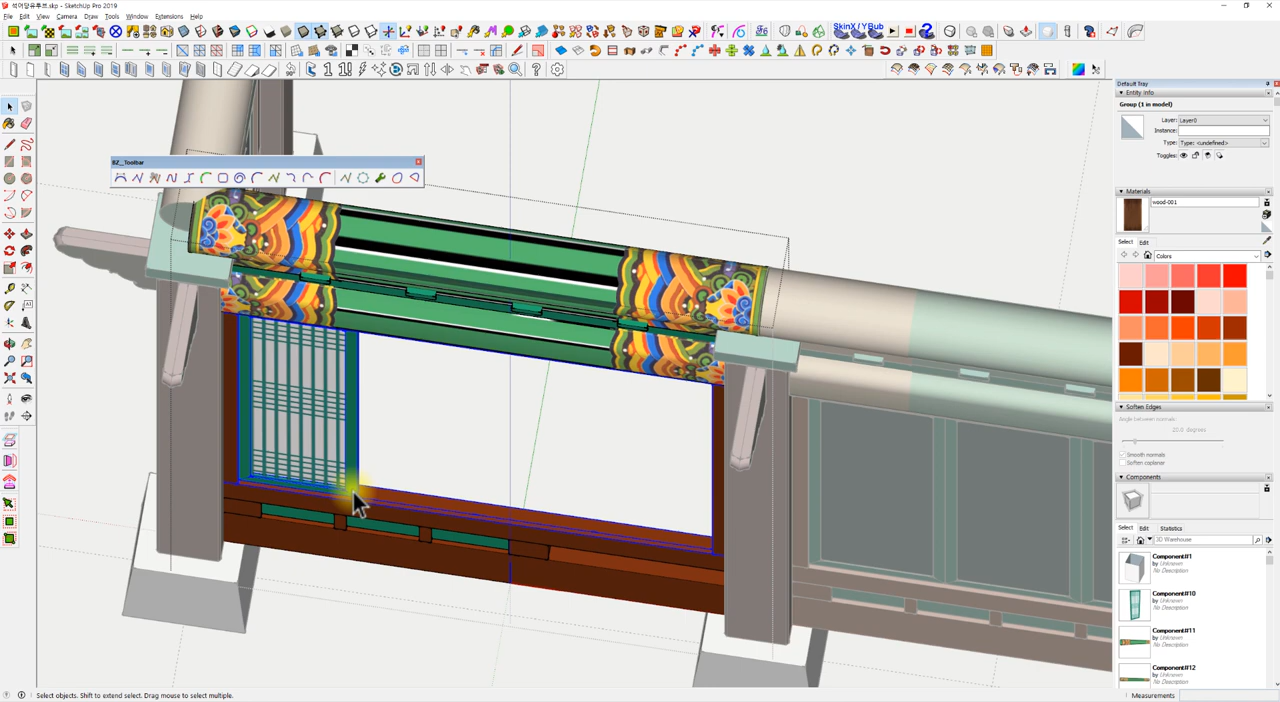 석어당유투브.skp - SketchUp Pro 2019
File Edit View Camera Draw Tools Window Extensions Help
SkinX/YBub
Default Tray
Entity Info
Group (1 in model)
Layer: Layer0
Instance:
Type: Type: <undefined>
Toggles:
BZ__Toolbar
Materials
wood-001
Select Edit
Colors
Soften Edges
Angle between normals:
20.0 degrees
Smooth normals
Soften coplanar
Components
Select Edit Statistics
3D Warehouse
Component#1
by Unknown
No Description
Component#10
by Unknown
No Description
Component#11
by Unknown
No Description
Component#12
by Unknown
No Description
Select objects. Shift to extend select. Drag mouse to select multiple.
Measurements